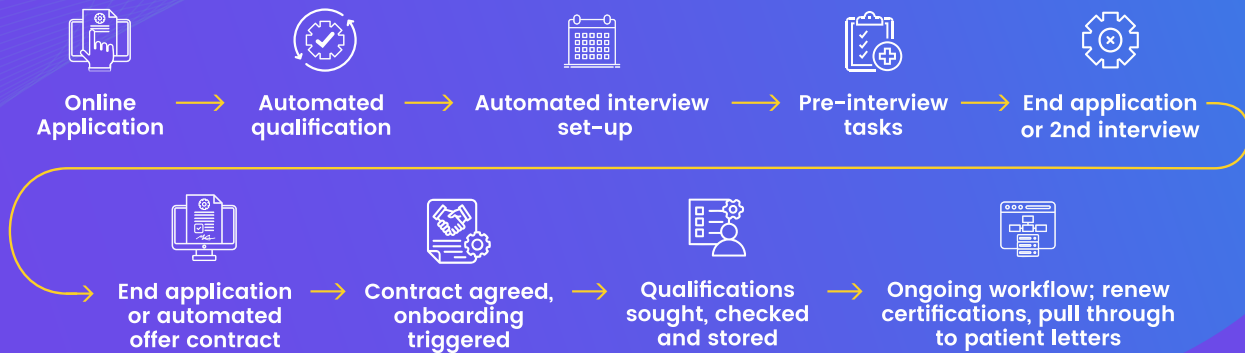 Online
Application
Automated
qualification
Automated interview
set-up
Pre-interview
tasks
End application
or 2nd interview
End application
or automated
offer contract
Contract agreed,
onboarding
triggered
Qualifications
sought, checked
and stored
Ongoing workflow; renew
certifications, pull through
to patient letters